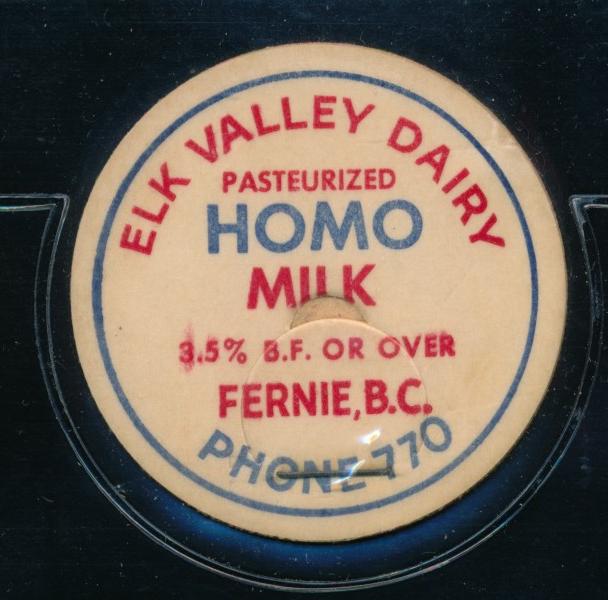 ELK VALLEY DAIRY
PASTEURIZED
HOMO
MILK
3.5% B.F. OR OVER
FERNIE, B.C.
PHONE 770